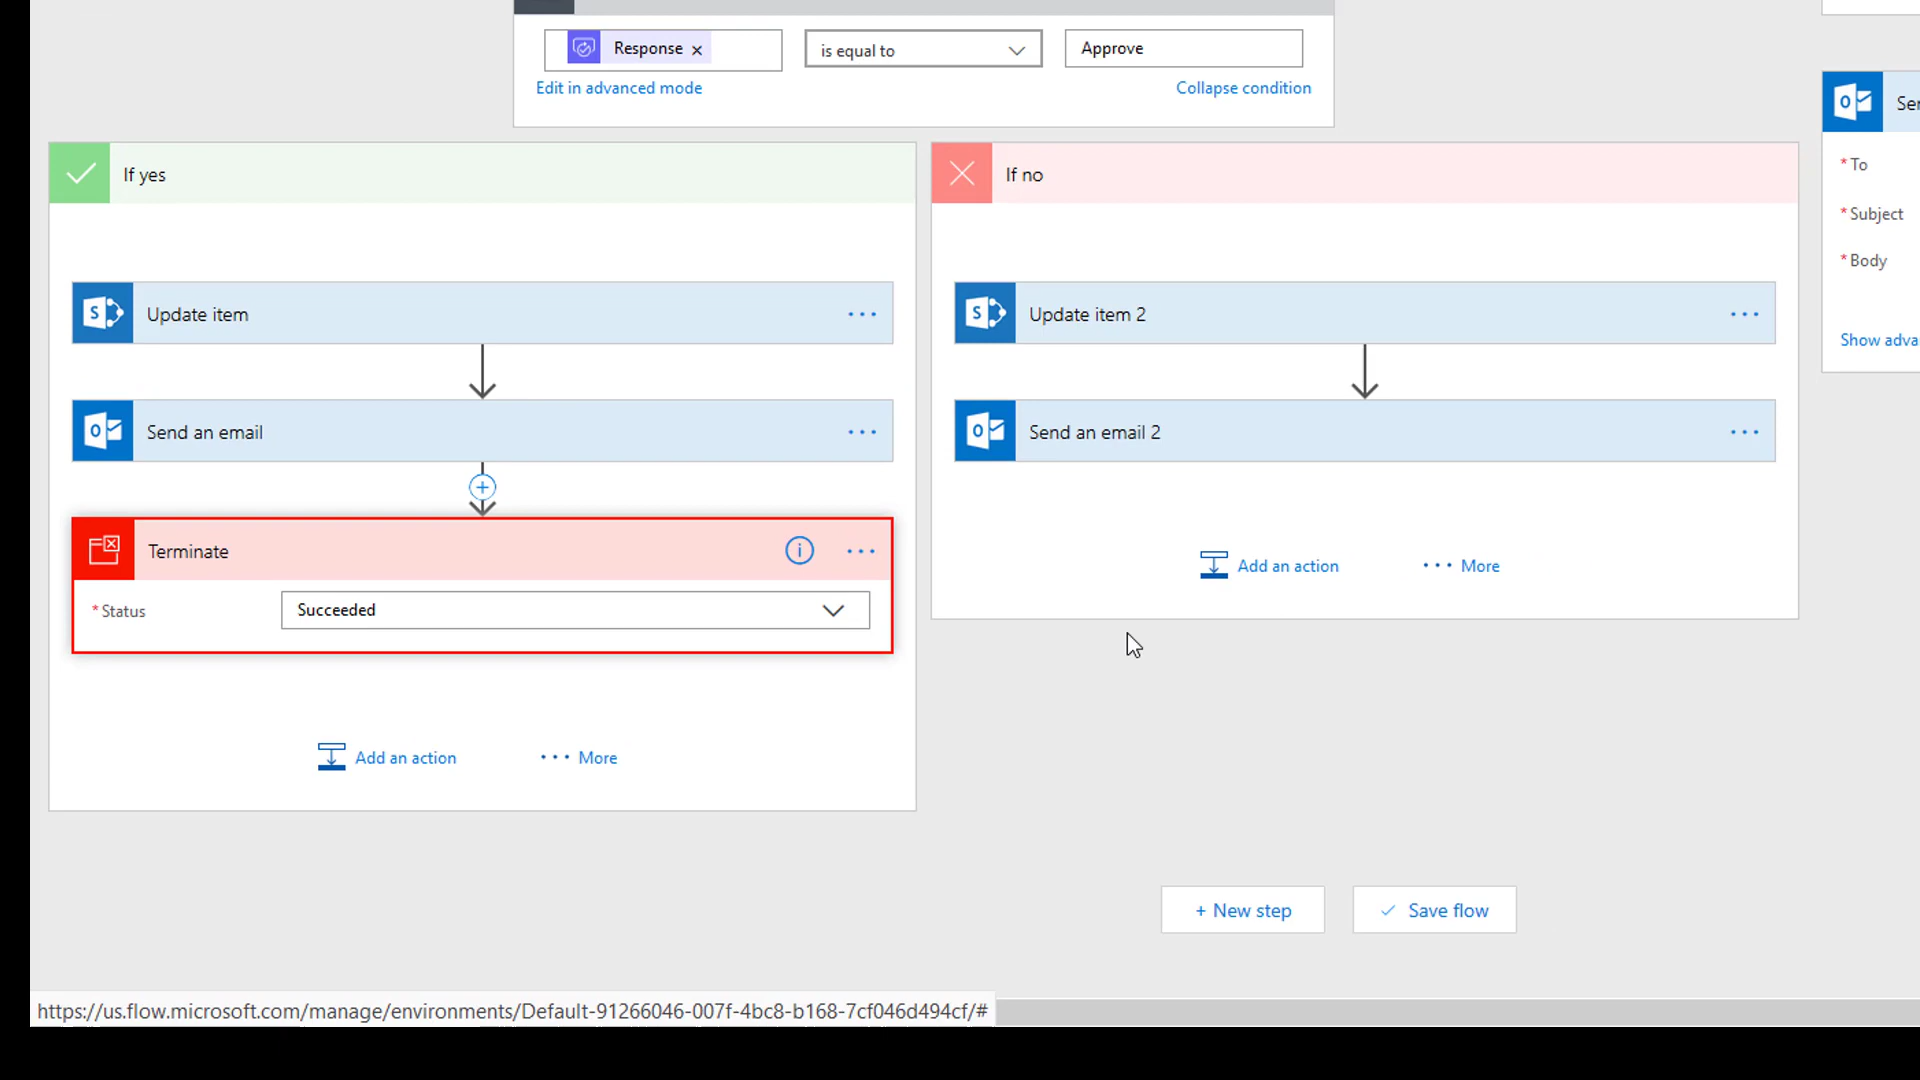 Response × is equal to Approve
Edit in advanced mode Collapse condition
If yes
Update item
Send an email
Terminate
* Status Succeeded
Add an action ··· More
If no
Update item 2
Send an email 2
Add an action ··· More
* To
* Subject
* Body
+ New step Save flow
https://us.flow.microsoft.com/manage/environments/Default-91266046-007f-4bc8-b168-7cf046d494cf/#